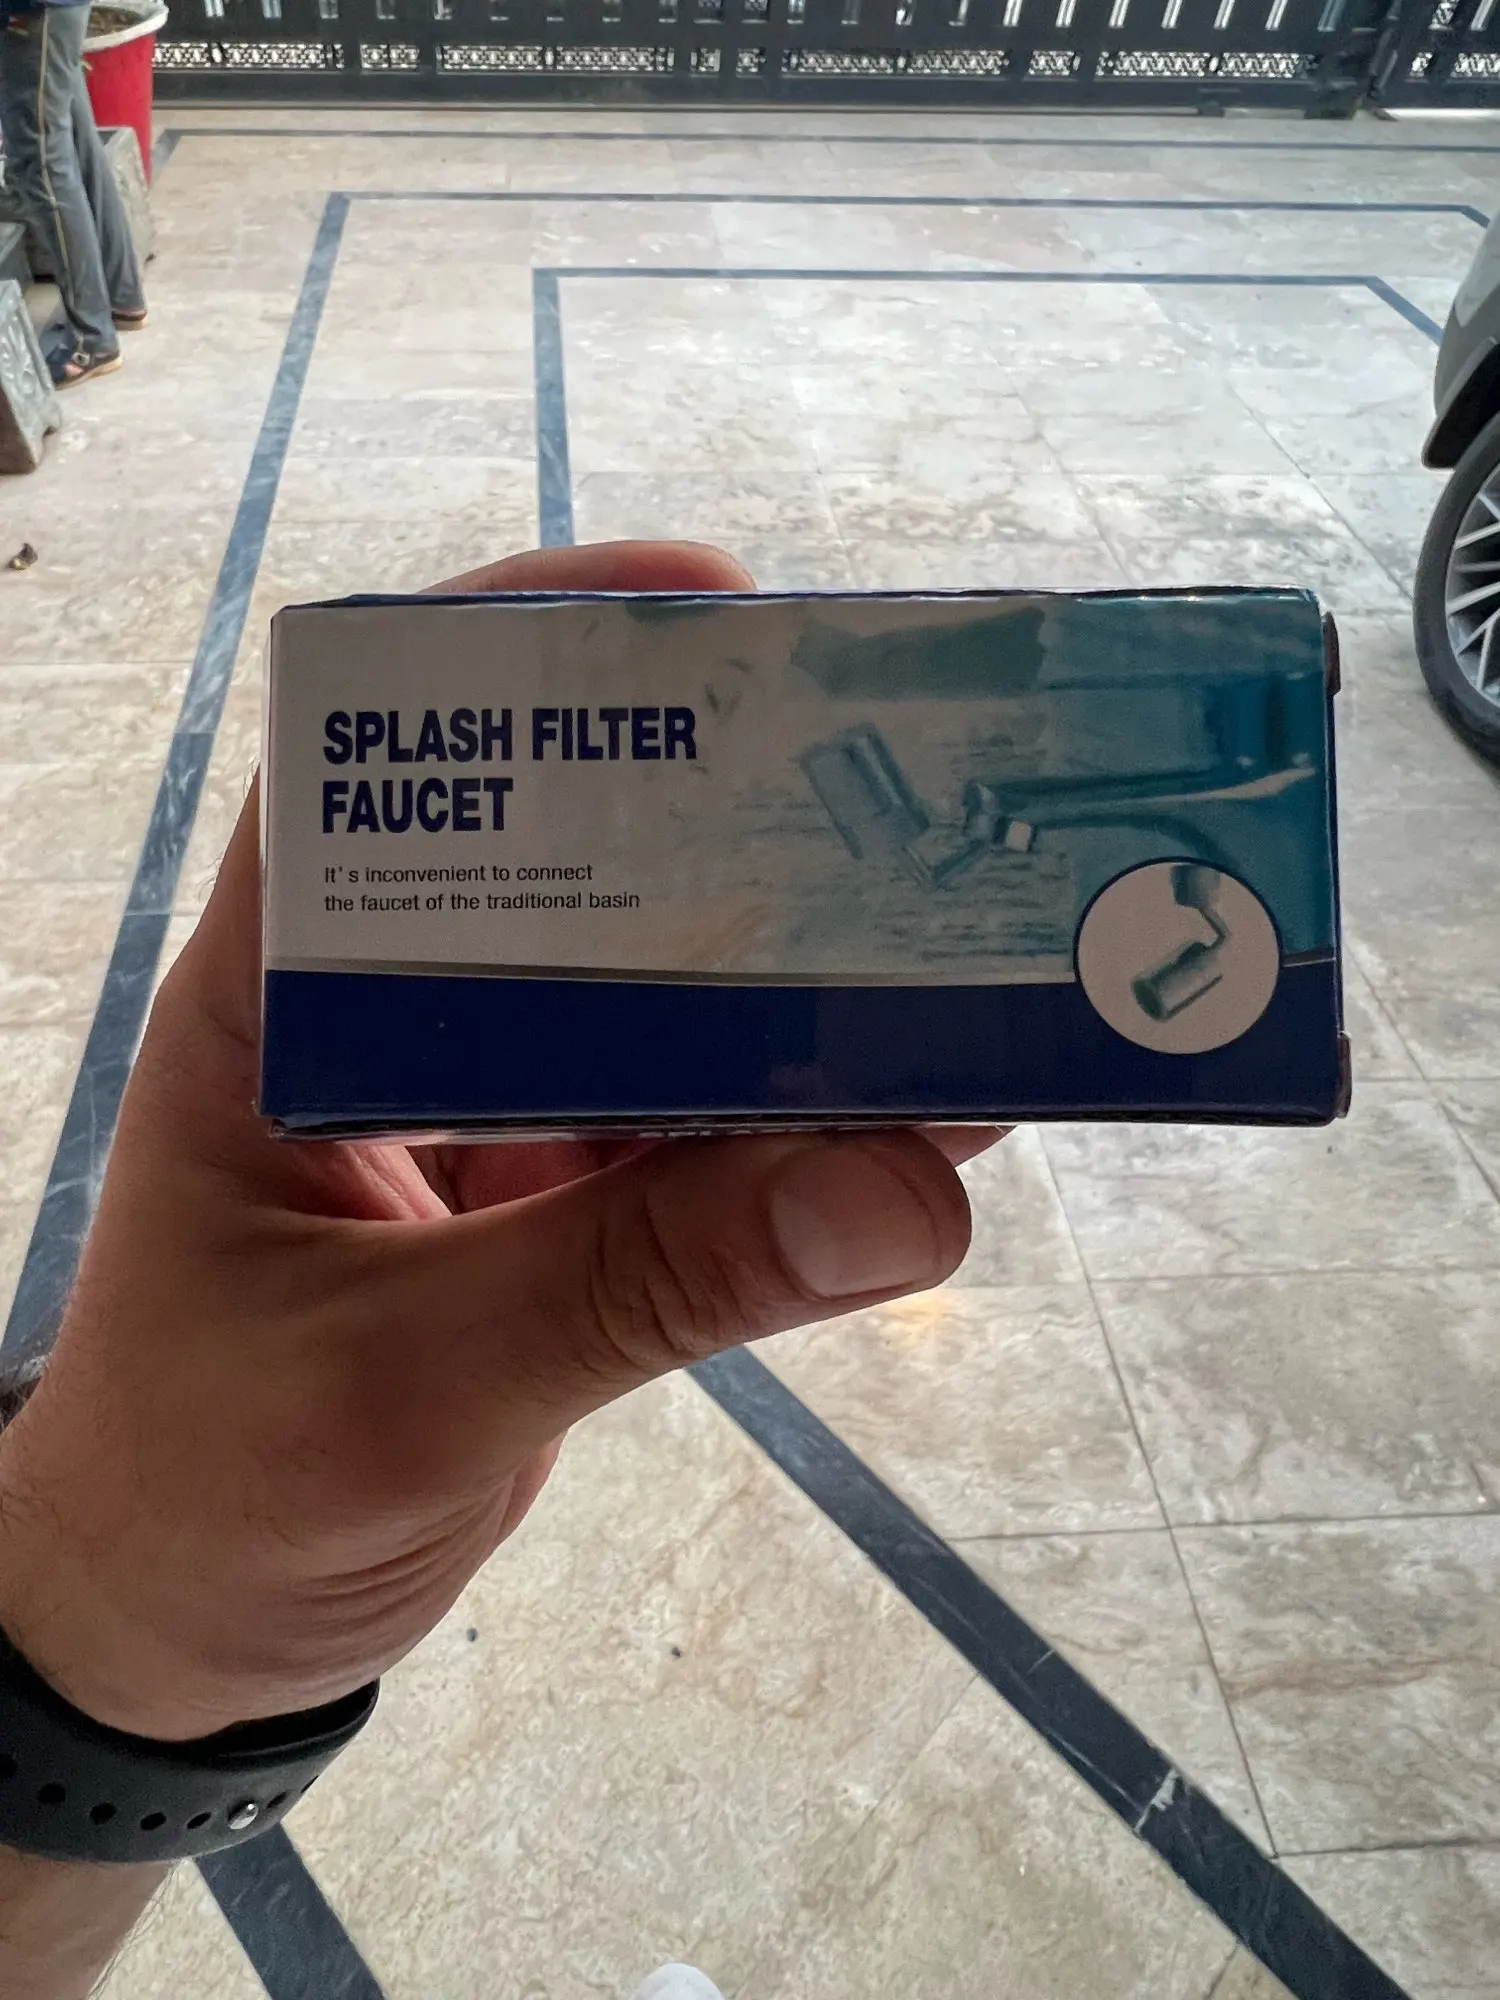 SPLASH FILTER
FAUCET
It's inconvenient to connect
the faucet of the traditional basin